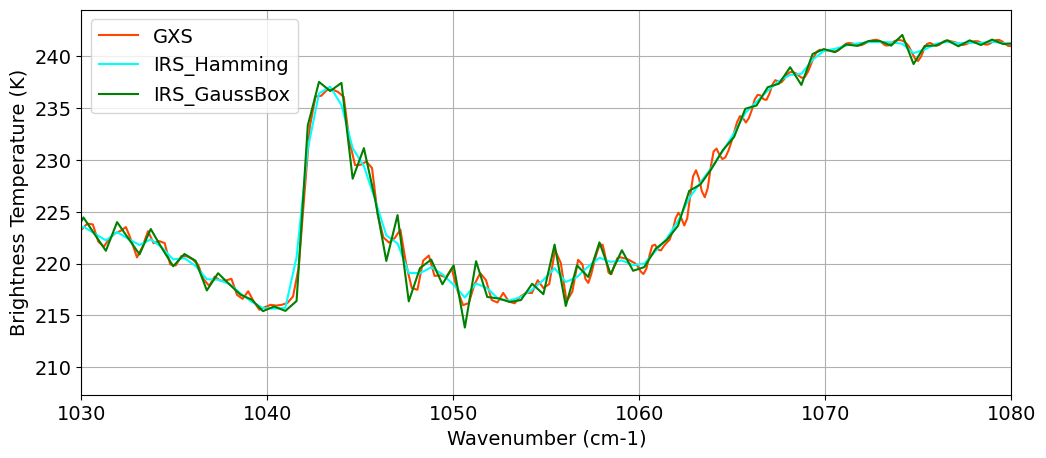 GXS
IRS_Hamming
IRS_GaussBox
Brightness Temperature (K)
240
235
230
225
220
215
210
1030
1040
1050
1060
1070
1080
Wavenumber (cm-1)